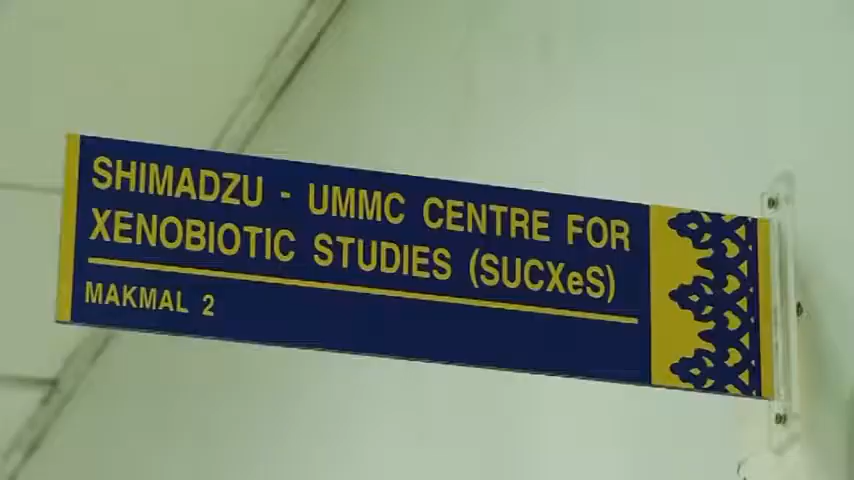 SHIMADZU - UMMC CENTRE FOR
XENOBIOTIC STUDIES (SUCXeS)
MAKMAL 2